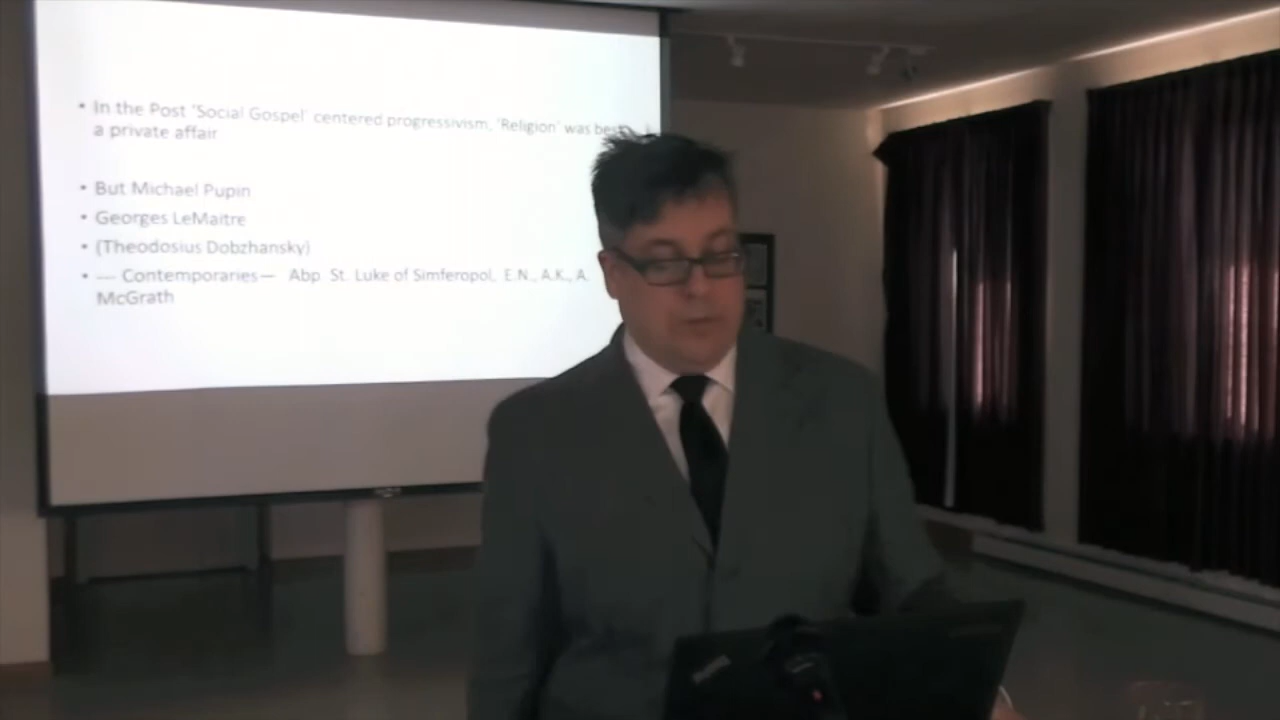 • In the Post 'Social Gospel' centered progressivism, 'Religion' was best
a private affair
• But Michael Pupin
• Georges LeMaitre
• (Theodosius Dobzhansky)
• --- Contemporaries— Abp St. Luke of Simferopol, E.N., A.K., A.
McGrath